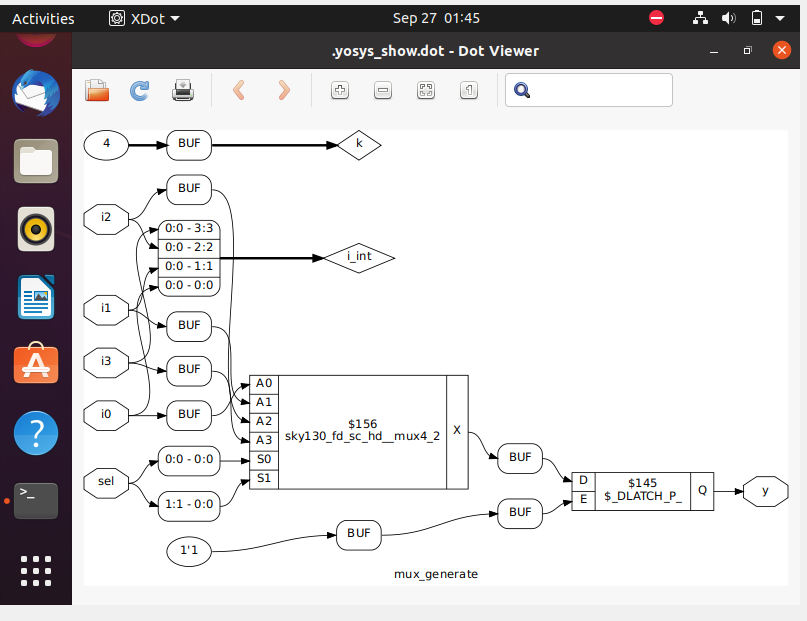 Activities
XDot
Sep 27 01:45
.yosys_show.dot - Dot Viewer
4
BUF
k
BUF
i2
0:0 - 3:3
0:0 - 2:2
0:0 - 1:1
0:0 - 0:0
i_int
i1
BUF
i3
BUF
i0
BUF
A0
A1
A2
A3
S0
S1
$156
sky130_fd_sc_hd__mux4_2
X
sel
0:0 - 0:0
1:1 - 0:0
BUF
D
E
$145
$_DLATCH_P_
Q
y
BUF
1'1
BUF
mux_generate